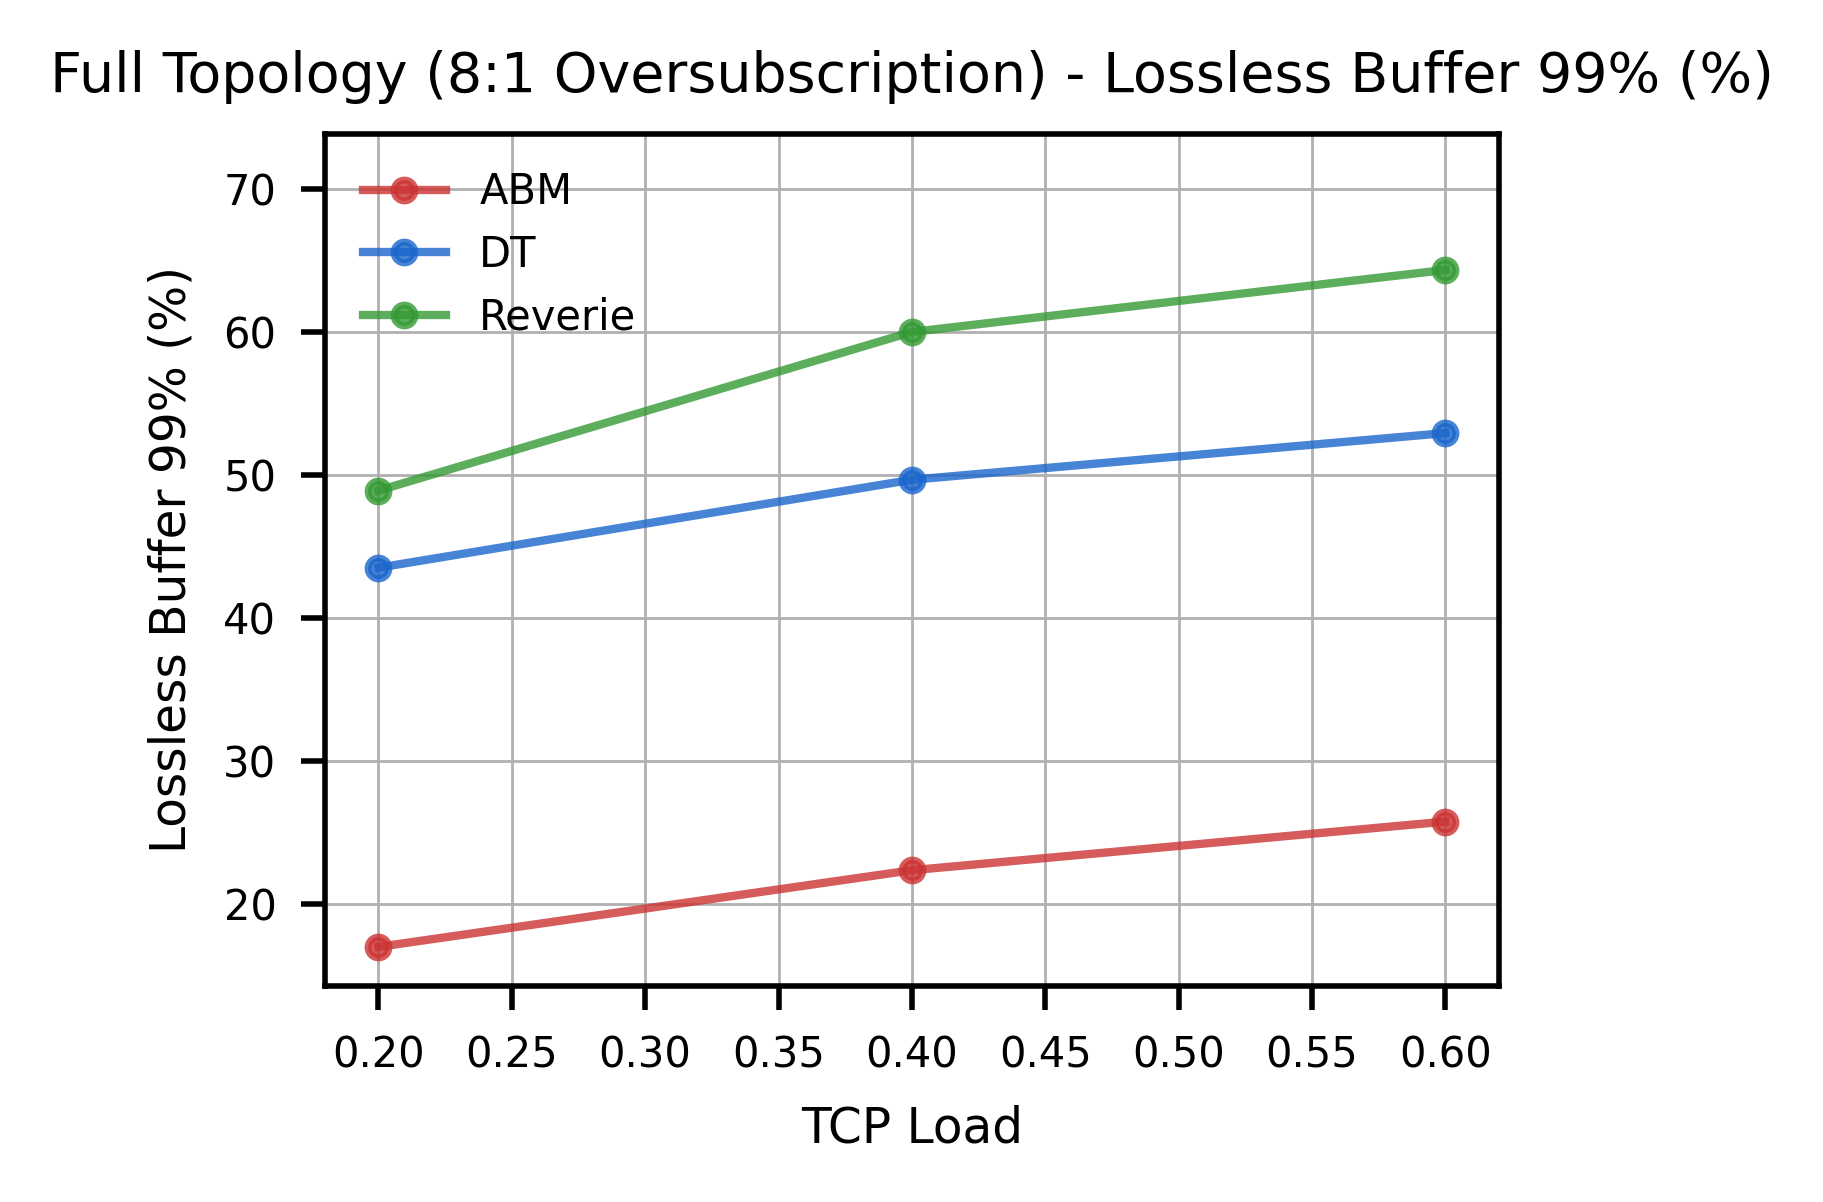 Full Topology (8:1 Oversubscription) - Lossless Buffer 99% (%)
Lossless Buffer 99% (%)
70
60
50
40
30
20
ABM
DT
Reverie
0.20 0.25 0.30 0.35 0.40 0.45 0.50 0.55 0.60
TCP Load